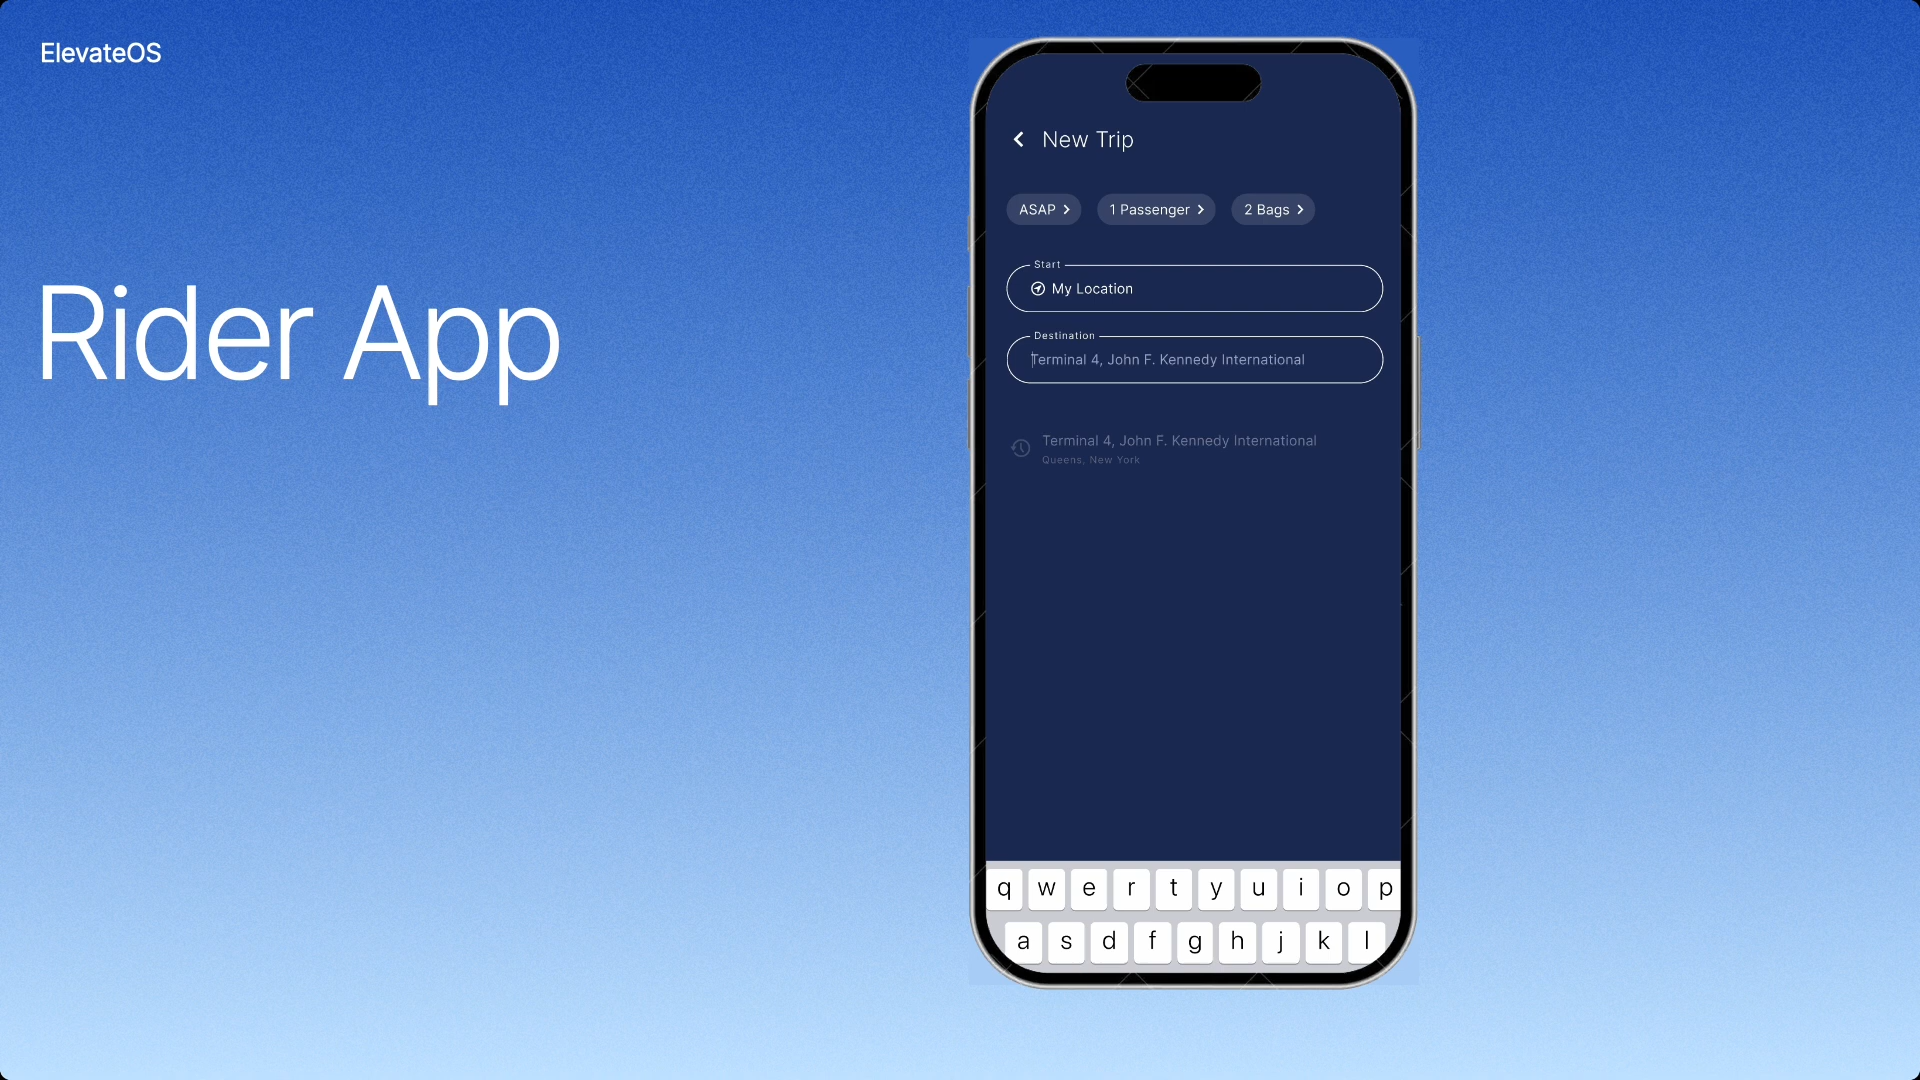 ElevateOS
Rider App
New Trip
ASAP
1 Passenger
2 Bags
Start
My Location
Destination
Terminal 4, John F. Kennedy International
Terminal 4, John F. Kennedy International
Queens, New York
q w e r t y u i o p
a s d f g h j k l